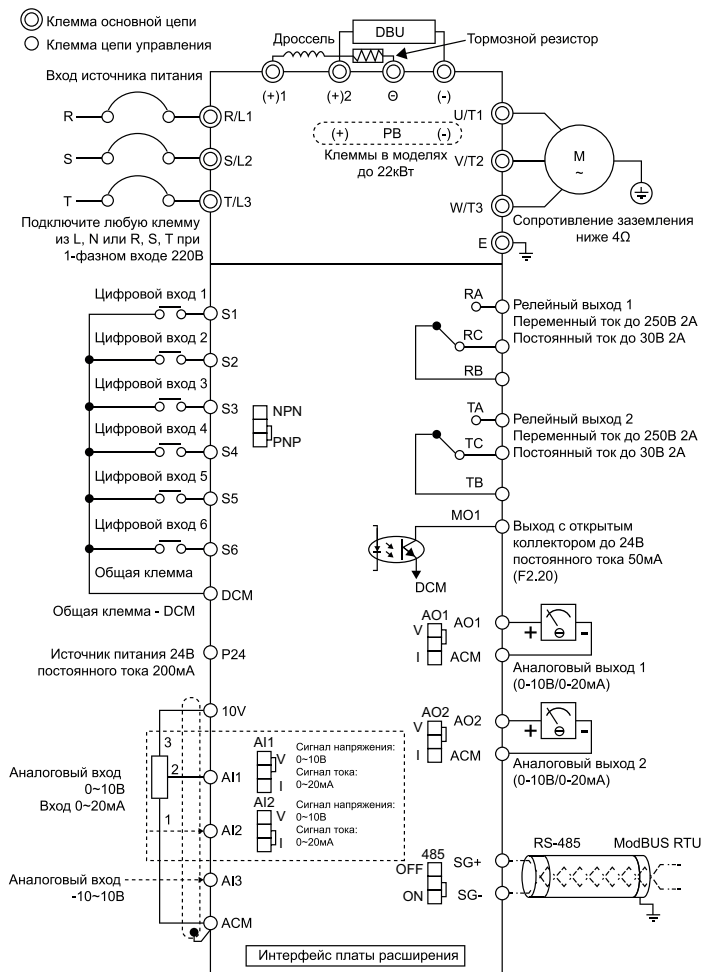 Клемма основной цепи
Клемма цепи управления
Вход источника питания
Дроссель
DBU
Тормозной резистор
(+)1
(+)2
Θ
(-)
(+)
PB
(-)
Клеммы в моделях
до 22кВт
R
R/L1
S
S/L2
T
T/L3
Подключите любую клемму
из L, N или R, S, T при
1-фазном входе 220В
U/T1
V/T2
W/T3
M
~
E
Сопротивление заземления
ниже 4Ω
Цифровой вход 1
S1
Цифровой вход 2
S2
Цифровой вход 3
S3
Цифровой вход 4
S4
Цифровой вход 5
S5
Цифровой вход 6
S6
Общая клемма
DCM
Общая клемма - DCM
NPN
PNP
RA
RC
RB
Релейный выход 1
Переменный ток до 250В 2А
Постоянный ток до 30В 2А
TA
TC
TB
Релейный выход 2
Переменный ток до 250В 2А
Постоянный ток до 30В 2А
MO1
DCM
Выход с открытым
коллектором до 24В
постоянного тока 50мА
(F2.20)
Источник питания 24В
постоянного тока 200мА
P24
AO1
V
I
AO1
ACM
+
-
Θ
Аналоговый выход 1
(0-10В/0-20мА)
AO2
V
I
AO2
ACM
+
-
Θ
Аналоговый выход 2
(0-10В/0-20мА)
10V
3
2
1
Аналоговый вход
0~10В
Вход 0~20мА
AI1
AI2
AI1
V
I
Сигнал напряжения:
0~10В
Сигнал тока:
0~20мА
AI2
V
I
Сигнал напряжения:
0~10В
Сигнал тока:
0~20мА
Аналоговый вход
-10~10В
AI3
ACM
485
OFF
ON
SG+
SG-
RS-485
ModBUS RTU
Интерфейс платы расширения